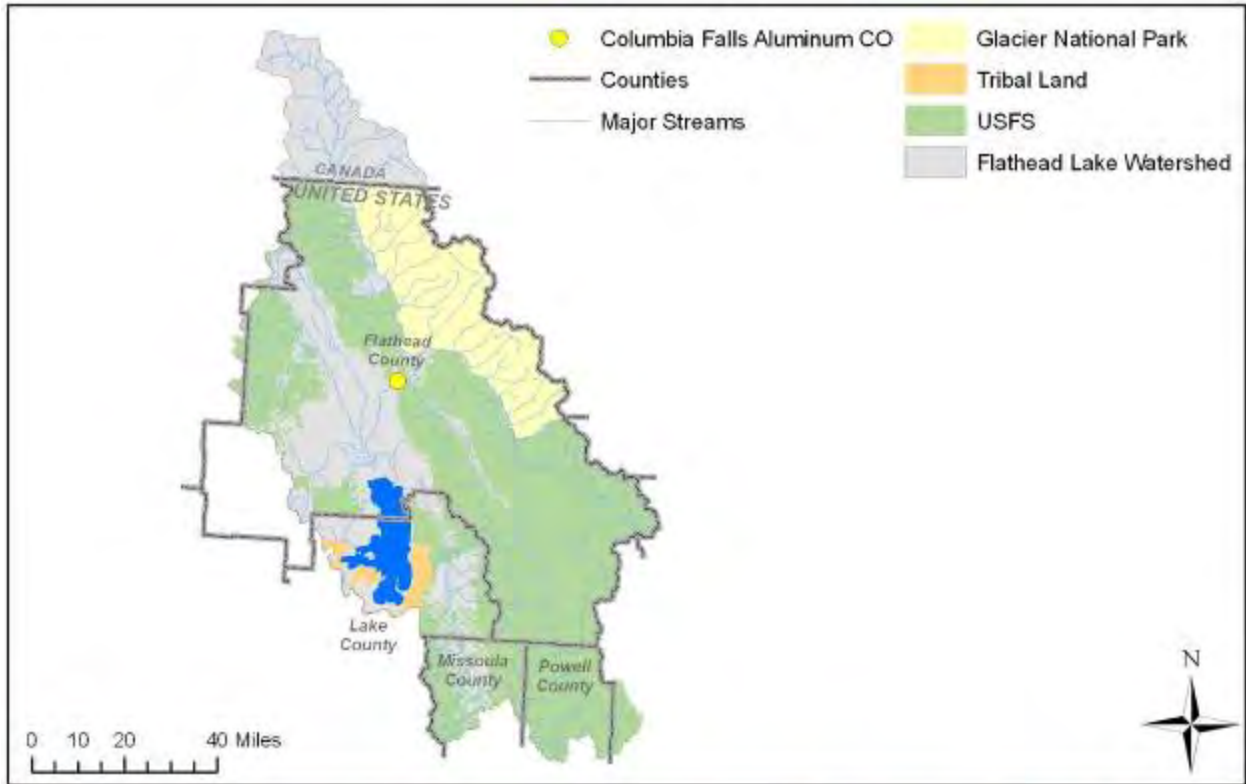 Columbia Falls Aluminum CO
Counties
Major Streams
Glacier National Park
Tribal Land
USFS
Flathead Lake Watershed
CANADA
UNITED STATES
Flathead
County
Lake
County
Missoula
County
Powell
County
N
0 10 20 40 Miles